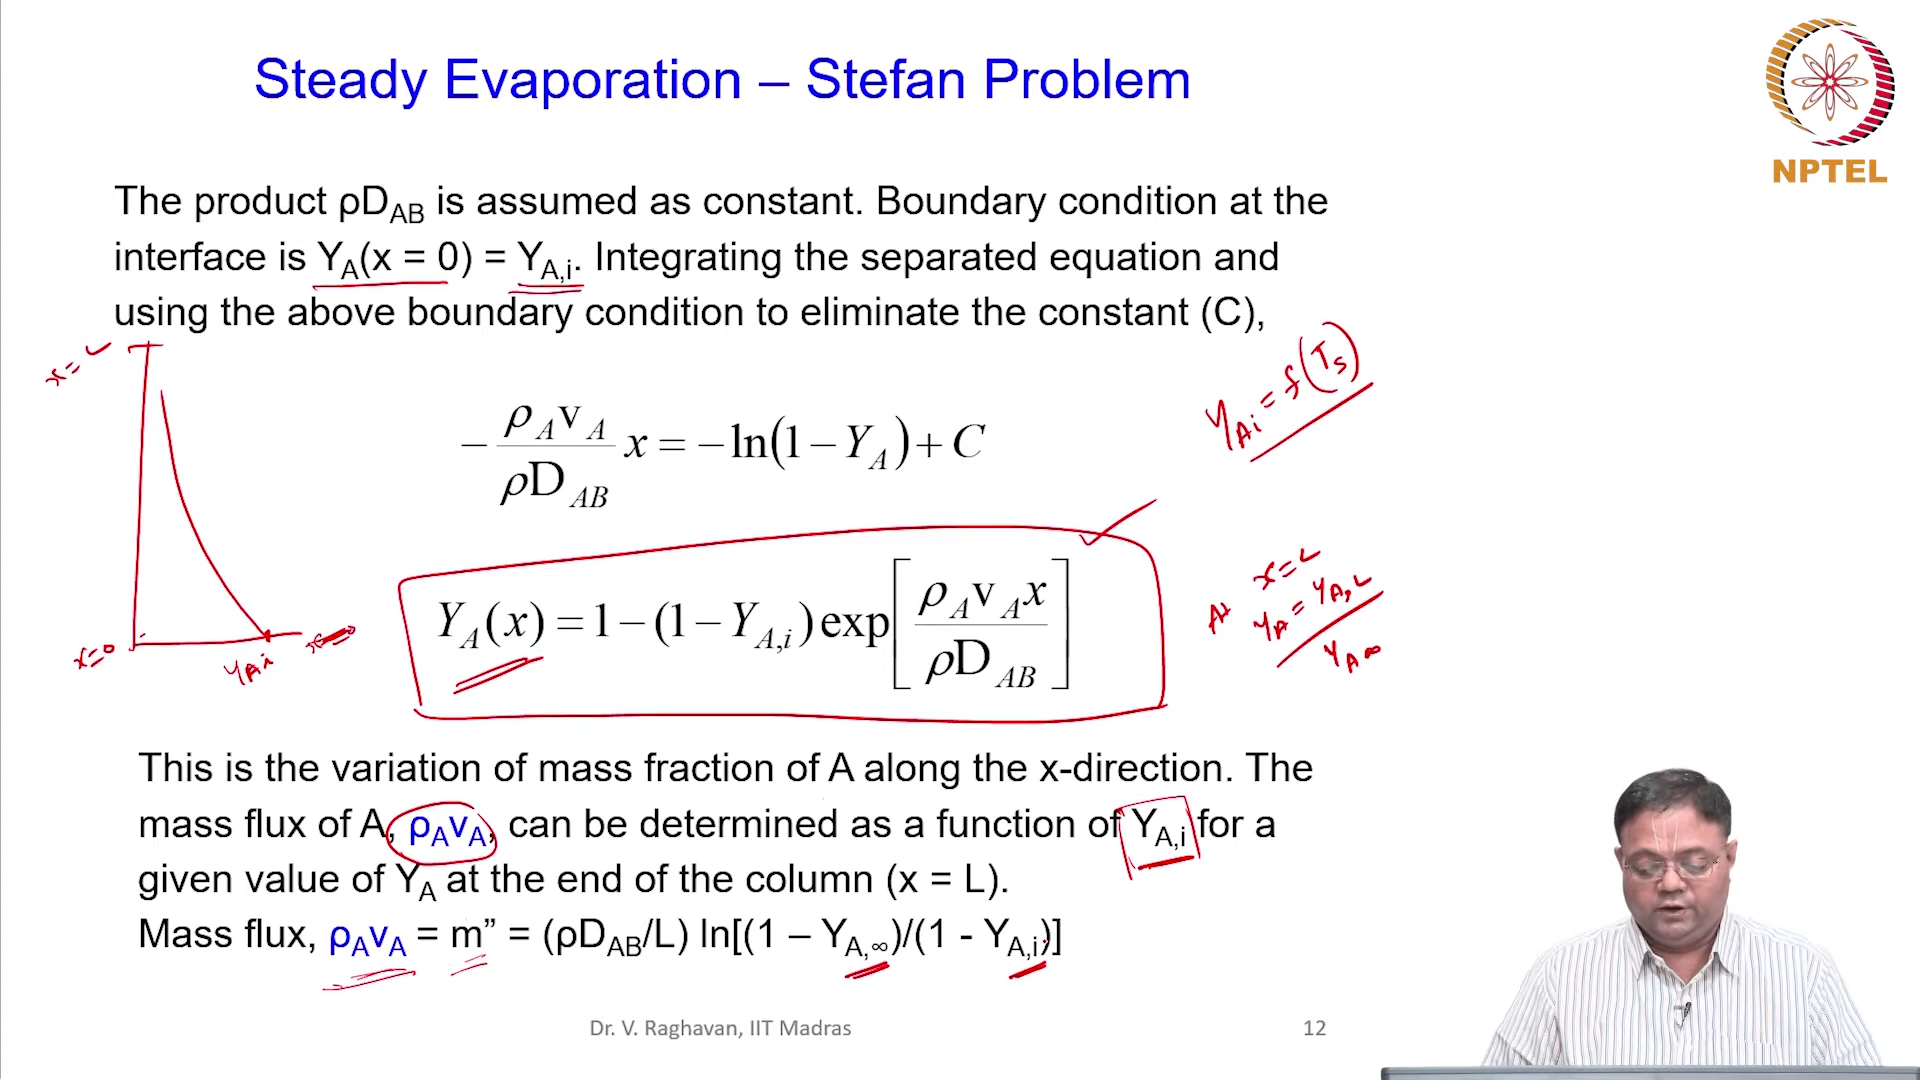 Steady Evaporation – Stefan Problem
NPTEL
The product ρD_AB is assumed as constant. Boundary condition at the
interface is Y_A(x = 0) = Y_A,i. Integrating the separated equation and
using the above boundary condition to eliminate the constant (C),
x = L
Y_Ai = f(T_s)
− (ρ_A v_A / ρD_AB) x = −ln(1 − Y_A) + C
Y_A(x) = 1 − (1 − Y_A,i) exp[ρ_A v_A x / ρD_AB]
At x = L
Y_A = Y_A,L
Y_A∞
x=0
Y_Ai
This is the variation of mass fraction of A along the x-direction. The
mass flux of A, ρ_Av_A, can be determined as a function of Y_A,i for a
given value of Y_A at the end of the column (x = L).
Mass flux, ρ_Av_A = m” = (ρD_AB/L) ln[(1 – Y_A,∞)/(1 - Y_A,i)]
Dr. V. Raghavan, IIT Madras
12